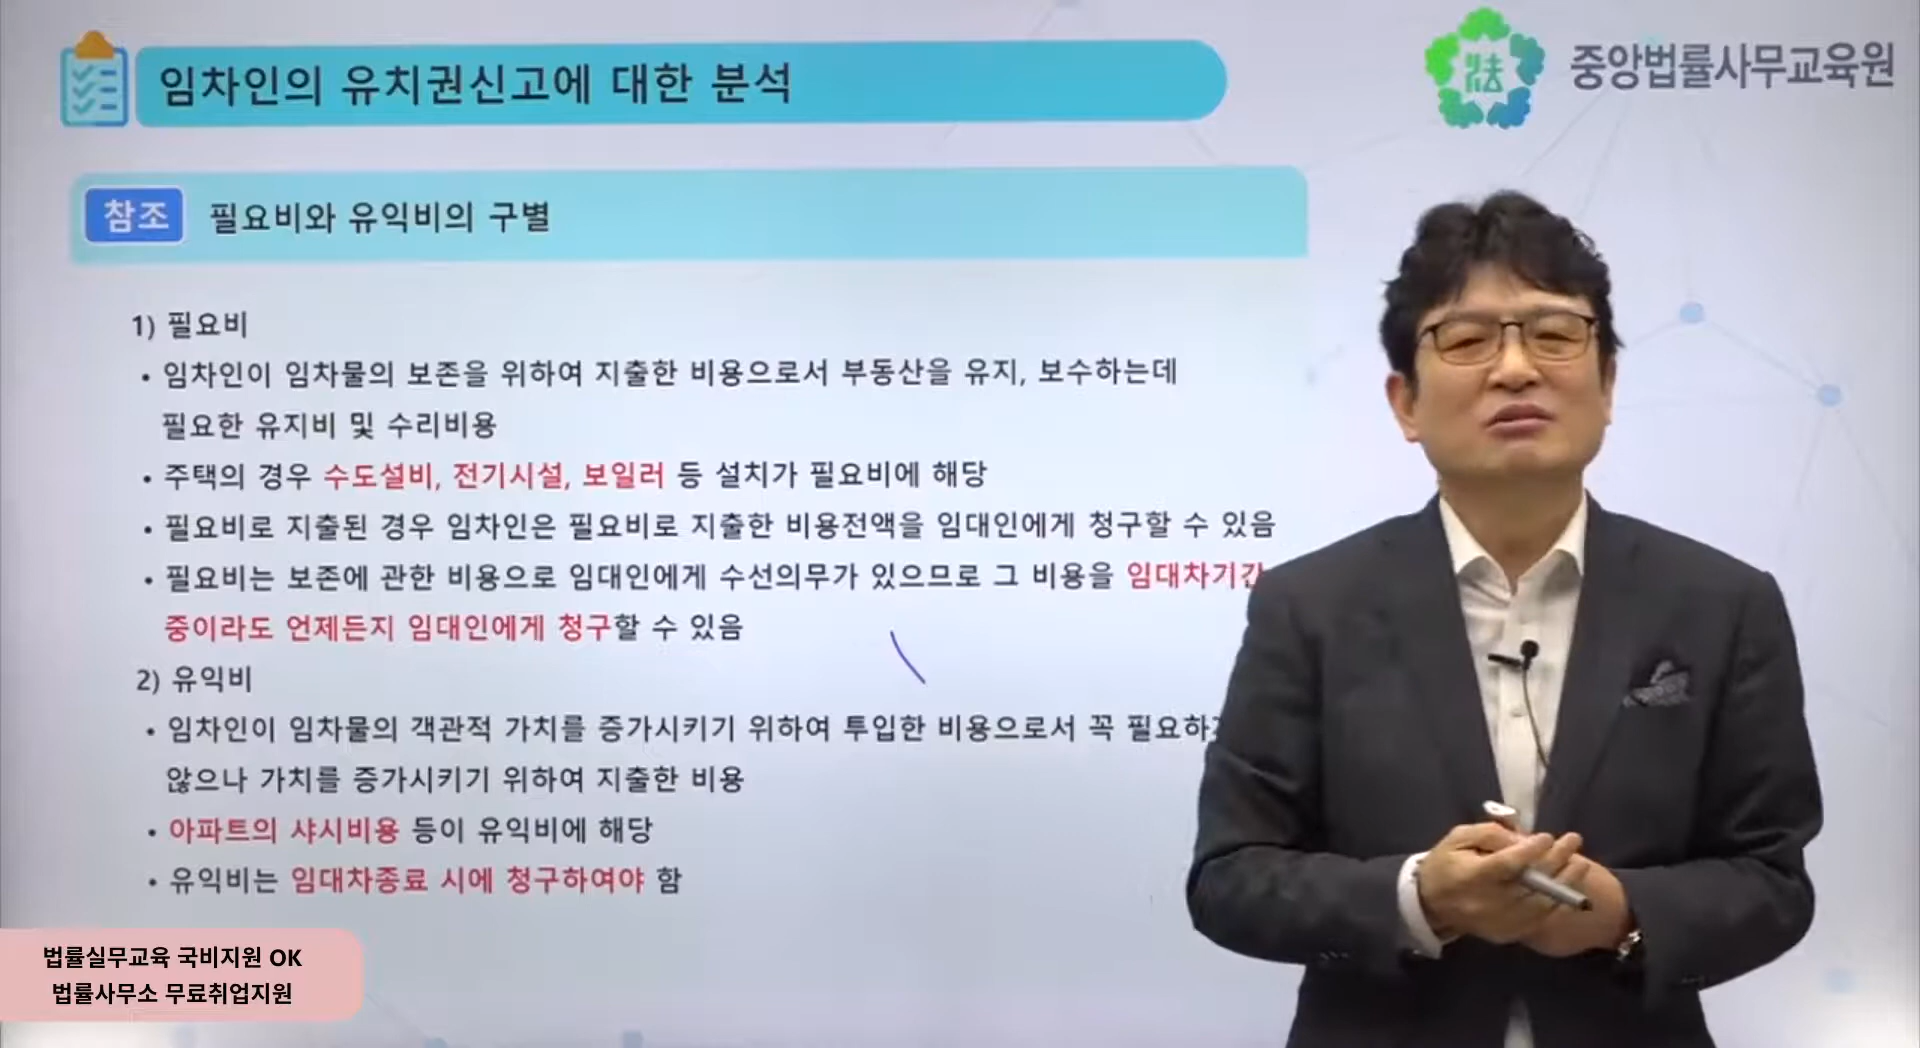 임차인의 유치권신고에 대한 분석
法
중앙법률사무교육원
참조 필요비와 유익비의 구별
1) 필요비
• 임차인이 임차물의 보존을 위하여 지출한 비용으로서 부동산을 유지, 보수하는데
필요한 유지비 및 수리비용
• 주택의 경우 수도설비, 전기시설, 보일러 등 설치가 필요비에 해당
• 필요비로 지출된 경우 임차인은 필요비로 지출한 비용전액을 임대인에게 청구할 수 있음
• 필요비는 보존에 관한 비용으로 임대인에게 수선의무가 있으므로 그 비용을 임대차기간
중이라도 언제든지 임대인에게 청구할 수 있음
2) 유익비
• 임차인이 임차물의 객관적 가치를 증가시키기 위하여 투입한 비용으로서 꼭 필요하
않으나 가치를 증가시키기 위하여 지출한 비용
• 아파트의 샤시비용 등이 유익비에 해당
• 유익비는 임대차종료 시에 청구하여야 함
법률실무교육 국비지원 OK
법률사무소 무료취업지원